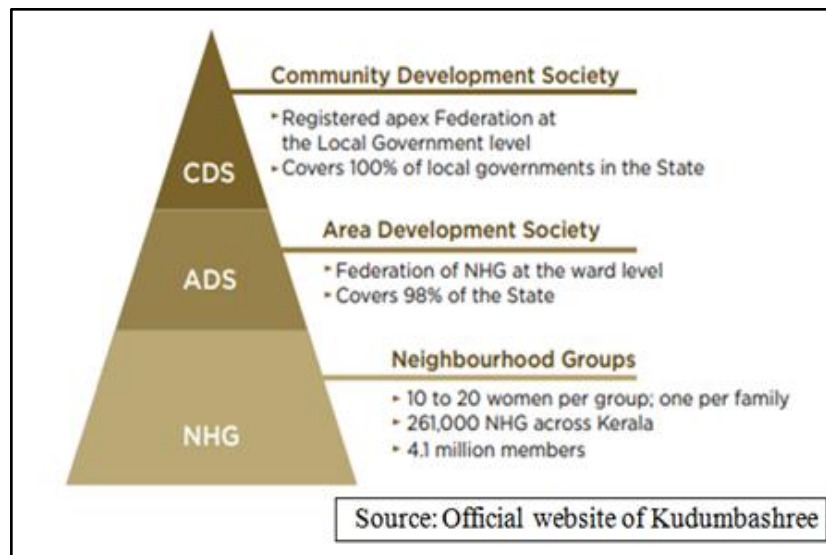 Community Development Society
‣ Registered apex Federation at
the Local Government level
‣ Covers 100% of local governments in the State
CDS
Area Development Society
‣ Federation of NHG at the ward level
‣ Covers 98% of the State
ADS
Neighbourhood Groups
‣ 10 to 20 women per group; one per family
‣ 261,000 NHG across Kerala
‣ 4.1 million members
NHG
Source: Official website of Kudumbashree